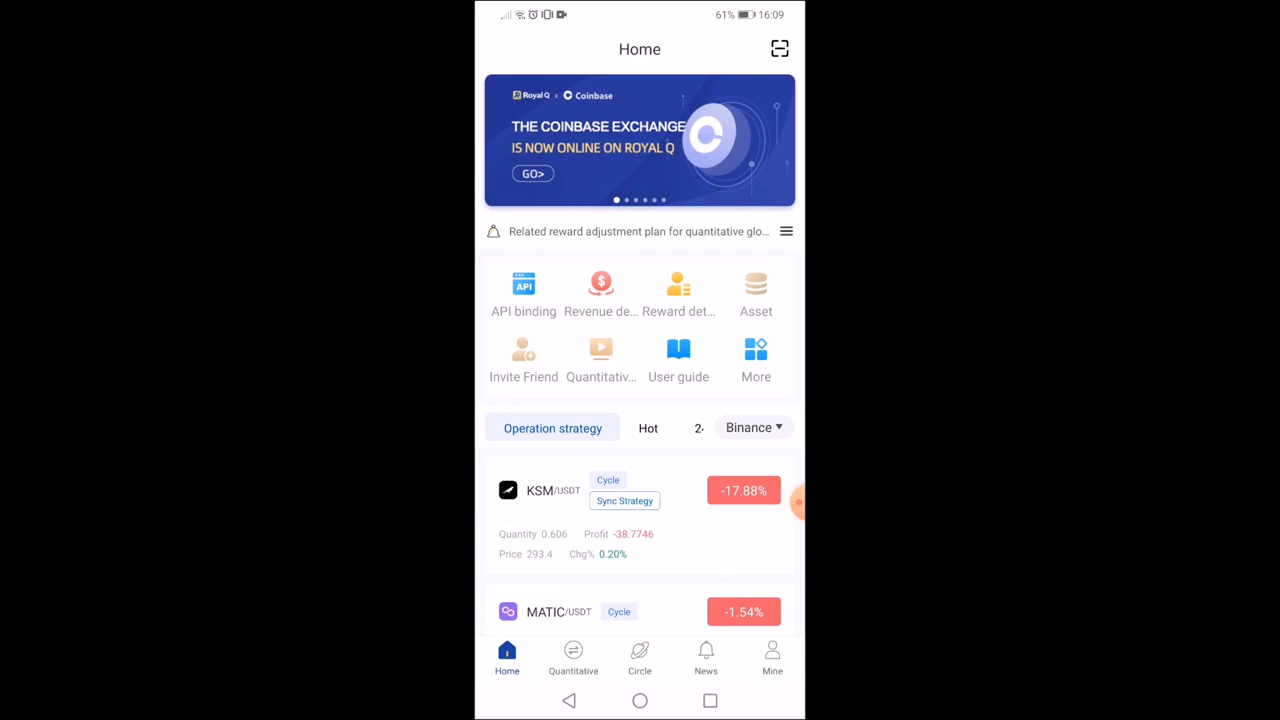 61% 16:09
Home
Royal Q x Coinbase
THE COINBASE EXCHANGE
IS NOW ONLINE ON ROYAL Q
GO>
Related reward adjustment plan for quantitative glo...
API
API binding Revenue de... Reward det... Asset
Invite Friend Quantitativ... User guide More
Operation strategy Hot Binance
KSM/USDT Cycle -17.88%
Sync Strategy
Quantity 0.606 Profit -38.7746
Price 293.4 Chg% 0.20%
MATIC/USDT Cycle -1.54%
Home Quantitative Circle News Mine